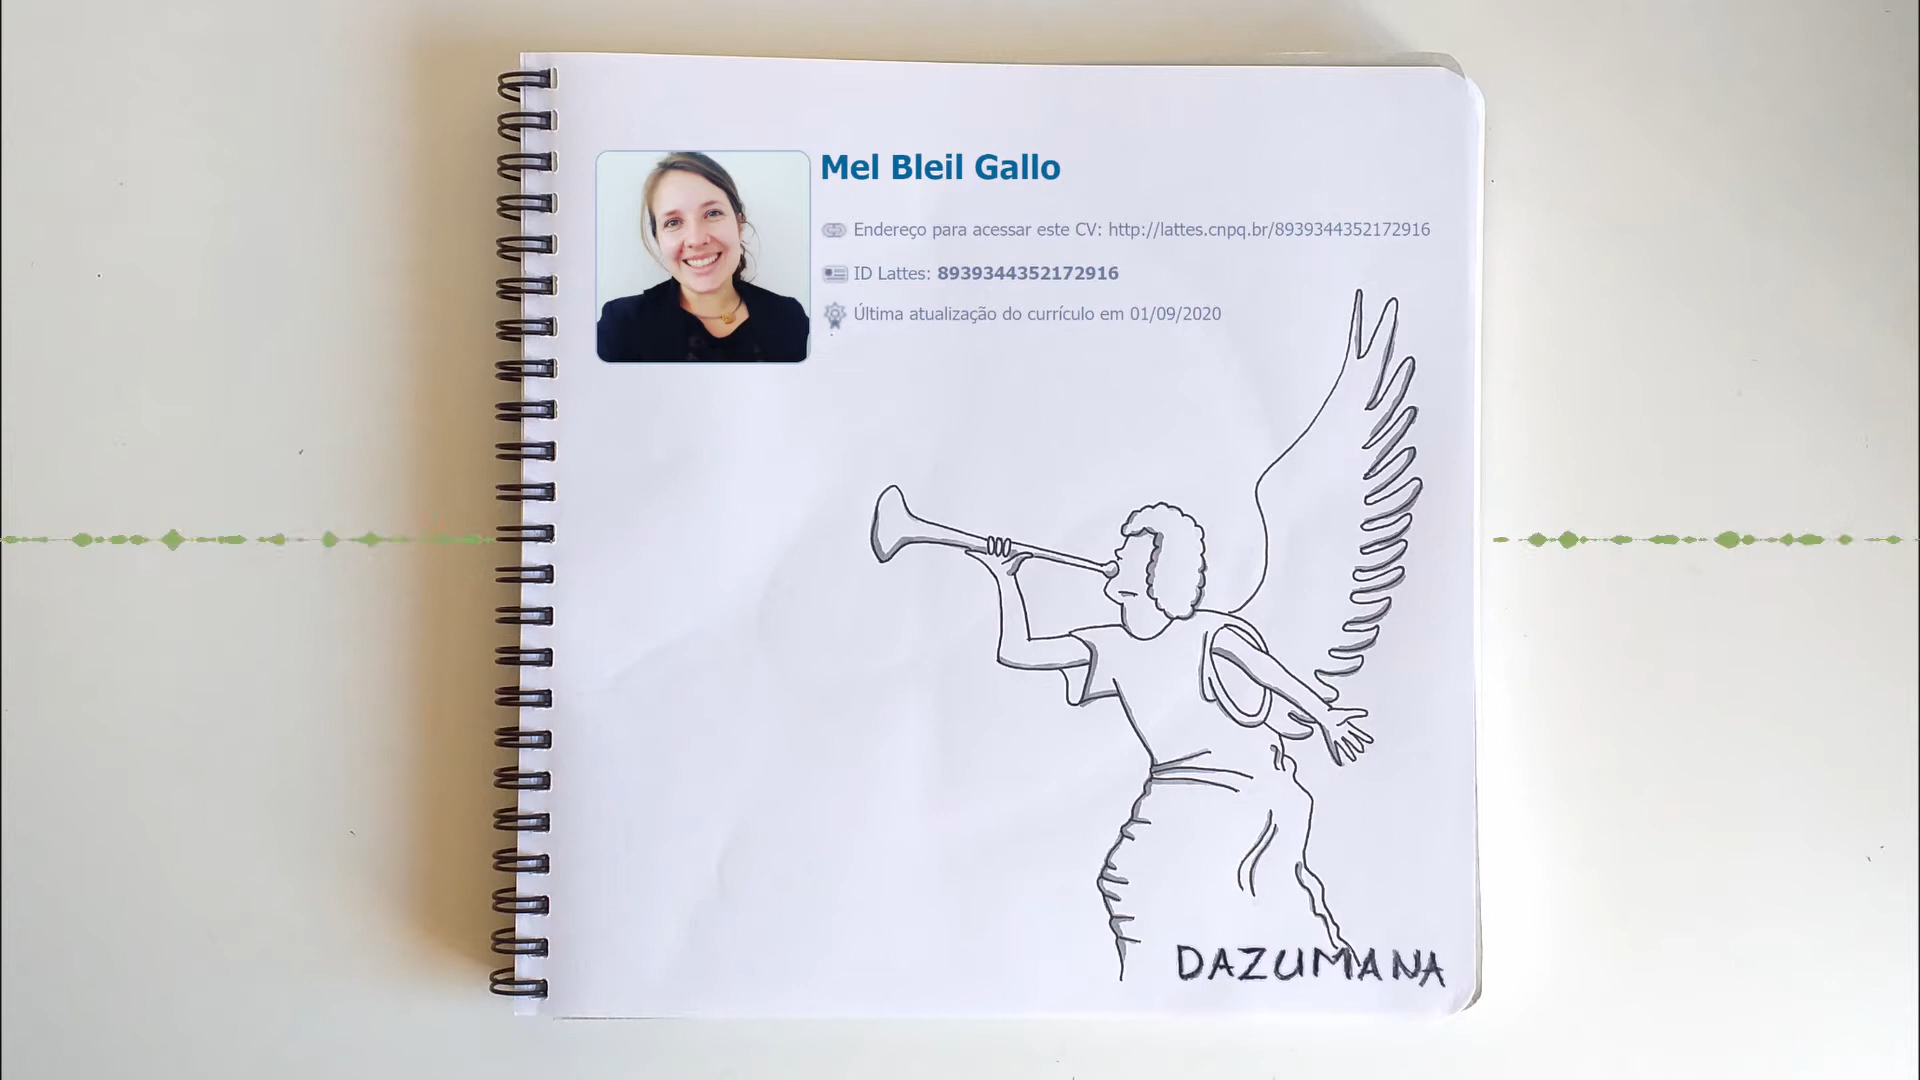 Mel Bleil Gallo
Endereço para acessar este CV: http://lattes.cnpq.br/8939344352172916
ID Lattes: 8939344352172916
Última atualização do currículo em 01/09/2020
DAZUMANA